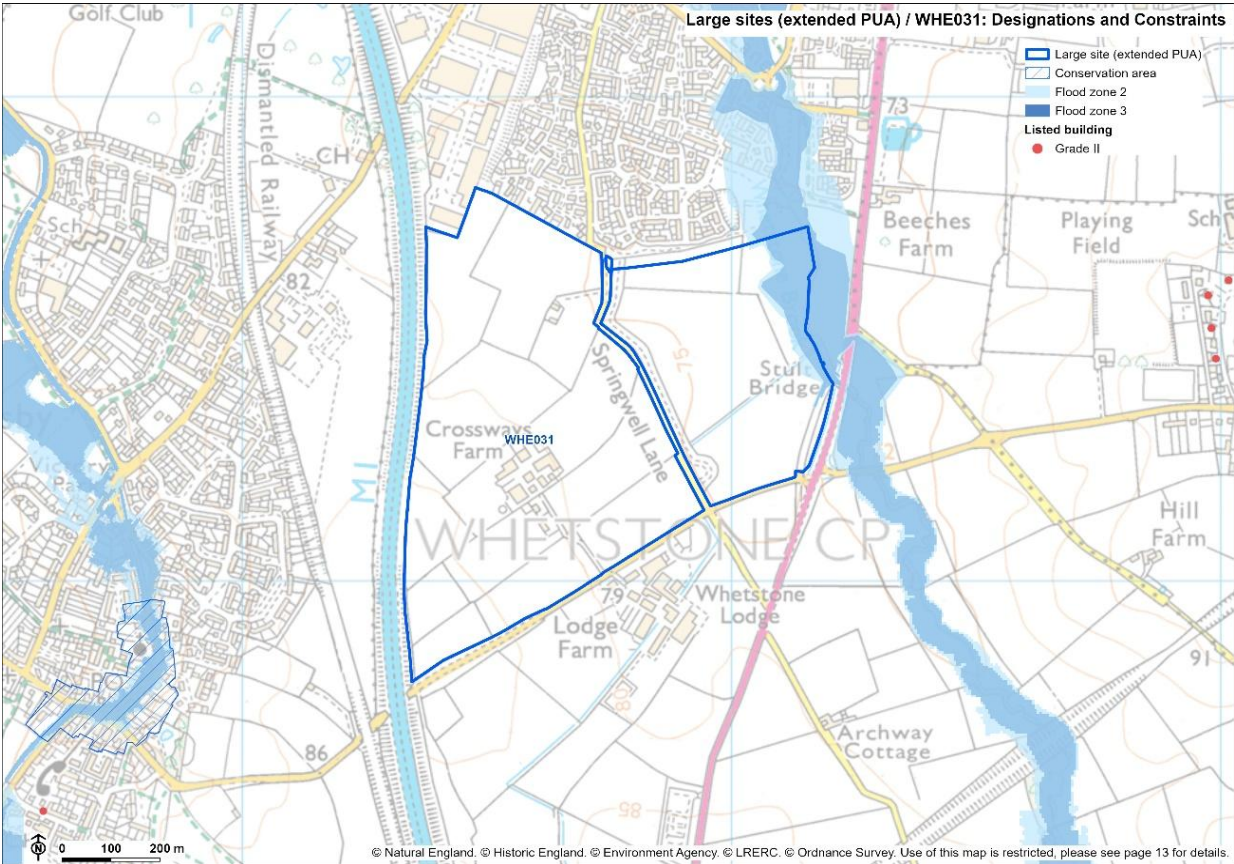 Large sites (extended PUA) / WHE031: Designations and Constraints
Large site (extended PUA)
Conservation area
Flood zone 2
Flood zone 3
Listed building
Grade II
Golf Club
Dismantled Railway
CH
Sch
82
73
Beeches
Farm
Playing
Field
Sch
Springwell Lane
75
Stult
Bridge
Crossways
Farm
WHE031
M1
WHETSTONE CP
Hill
Farm
79
Whetstone
Lodge
Lodge
Farm
80
91
86
Archway
Cottage
85
N
0 100 200 m
© Natural England. © Historic England. © Environment Agency. © LRERC. © Ordnance Survey. Use of this map is restricted, please see page 13 for details.